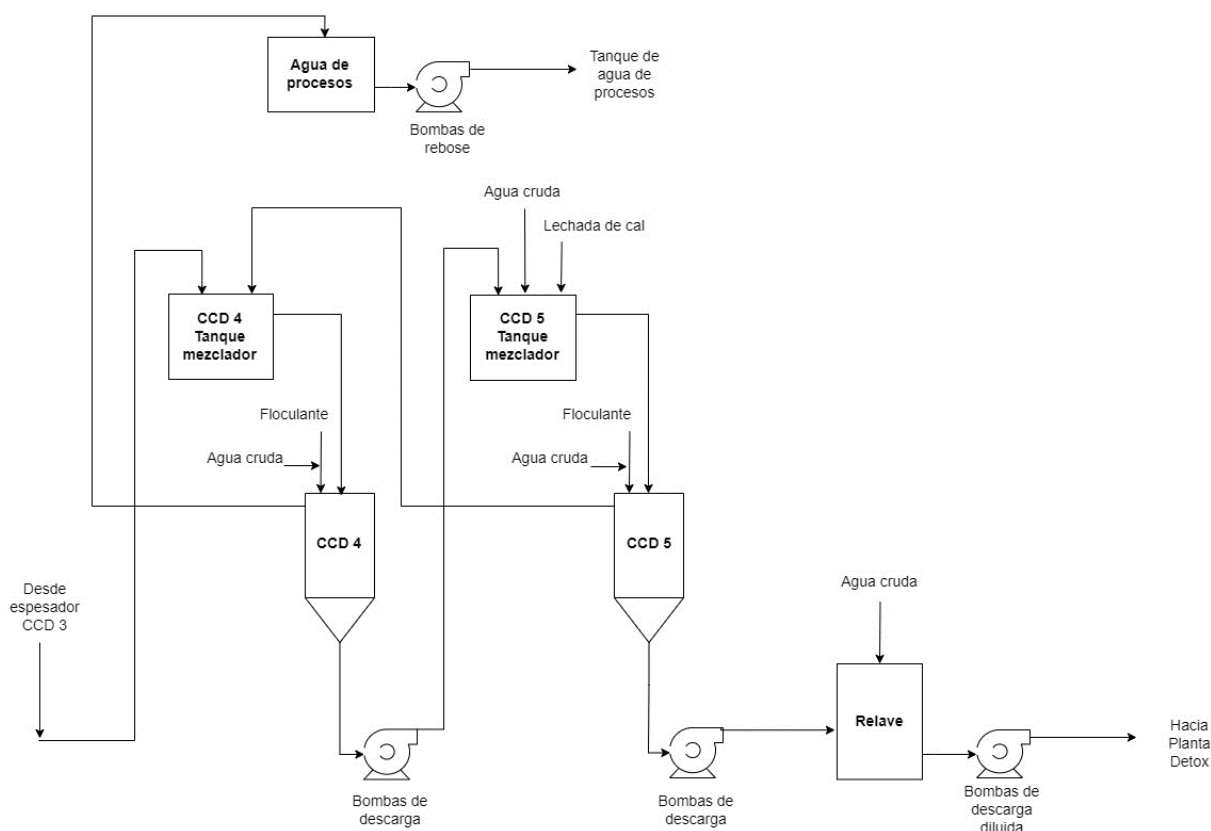 Agua de
procesos
Tanque de
agua de
procesos
Bombas de
rebose
Agua cruda
Lechada de cal
CCD 4
Tanque
mezclador
CCD 5
Tanque
mezclador
Floculante
Agua cruda
Floculante
Agua cruda
CCD 4
CCD 5
Desde
espesador
CCD 3
Agua cruda
Relave
Hacia
Planta
Detox
Bombas de
descarga
Bombas de
descarga
Bombas de
descarga
diluida